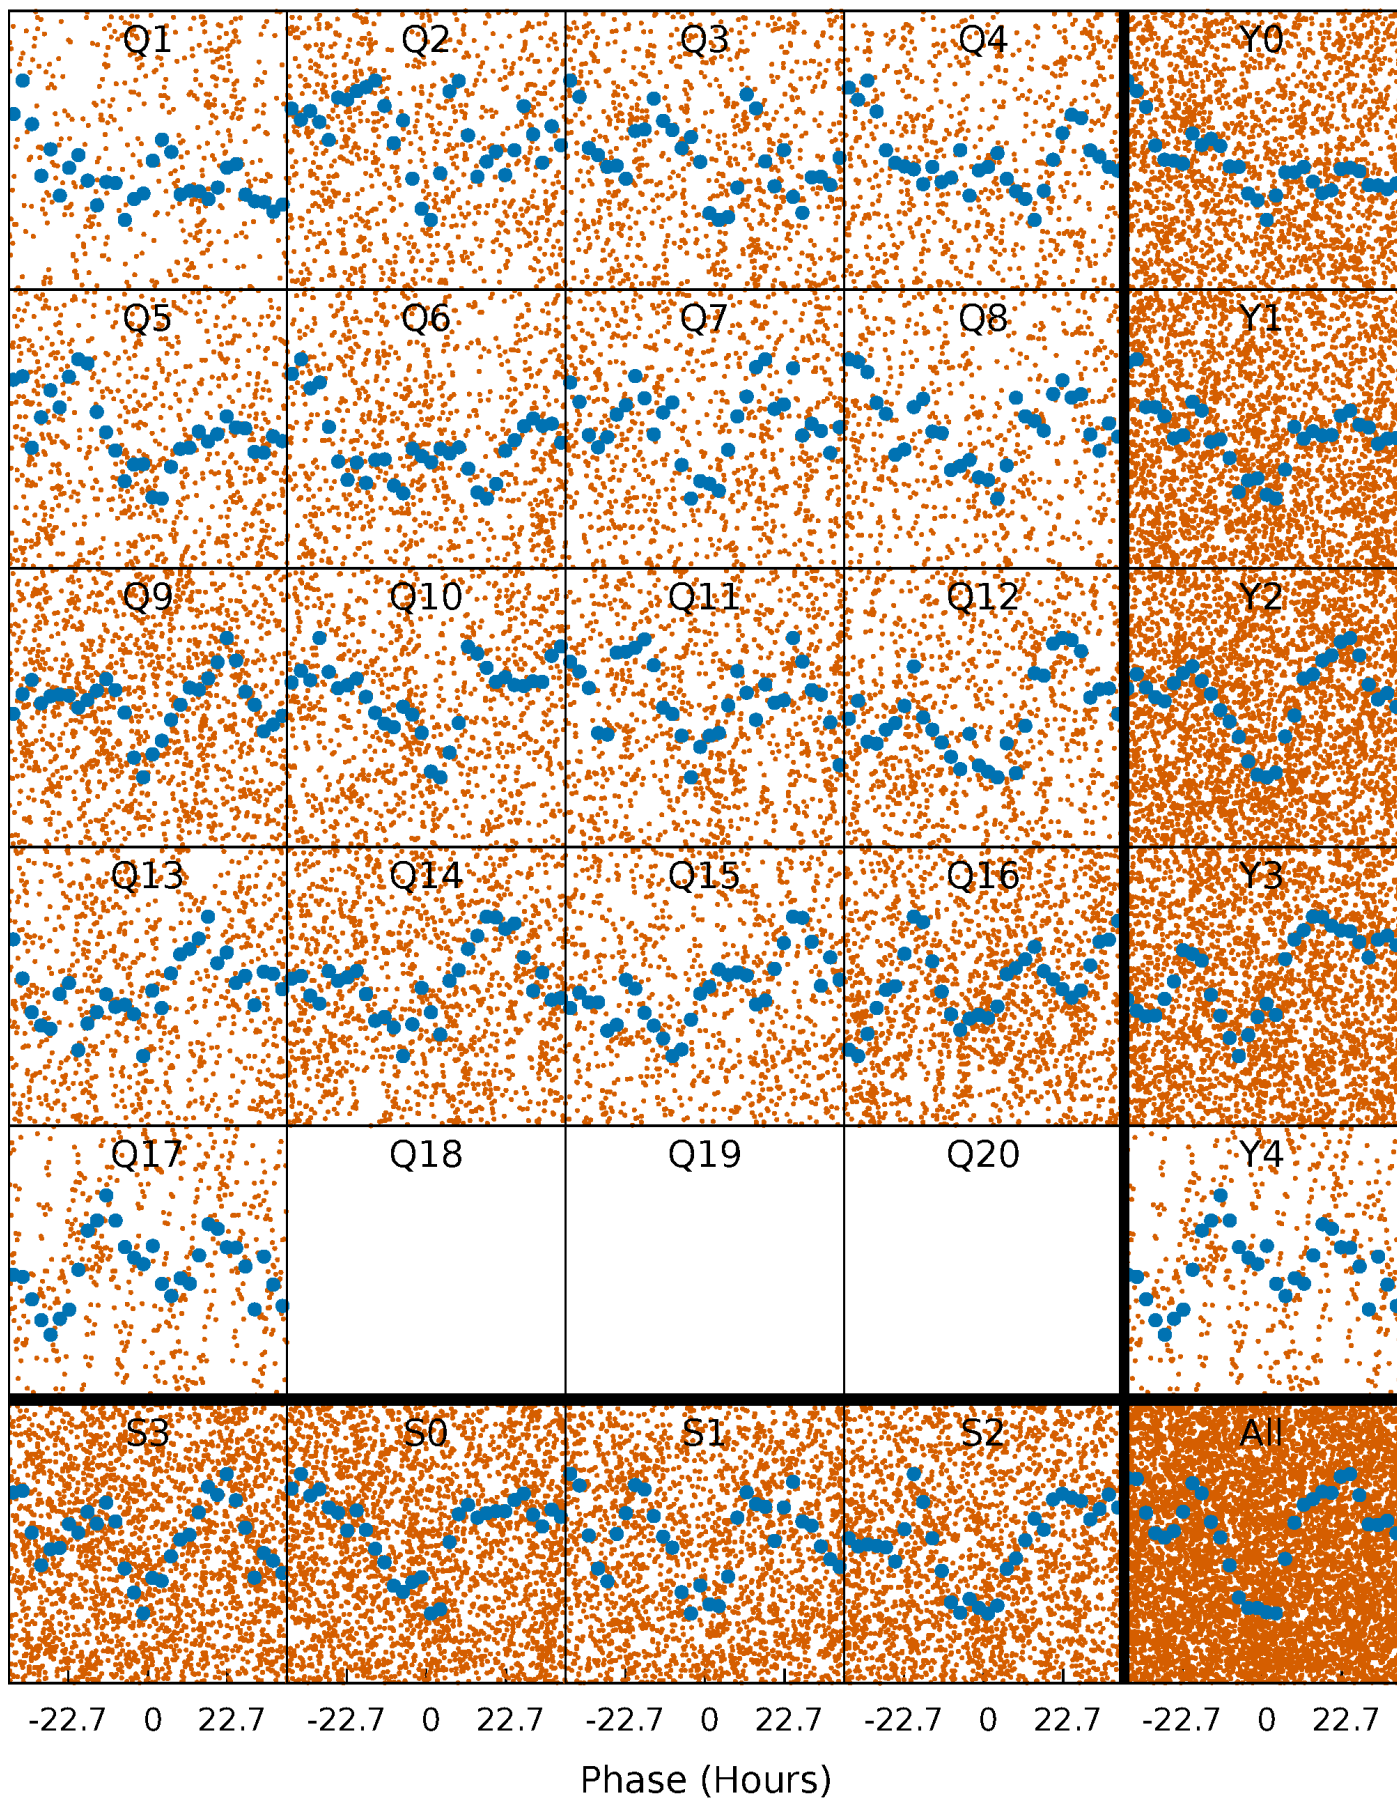 Q1 Q2 Q3 Q4 Y0
Q5 Q6 Q7 Q8 Y1
Q9 Q10 Q11 Q12 Y2
Q13 Q14 Q15 Q16 Y3
Q17 Q18 Q19 Q20 Y4
S3 S0 S1 S2 All
-22.7 0 22.7 -22.7 0 22.7 -22.7 0 22.7 -22.7 0 22.7 -22.7 0 22.7
Phase (Hours)